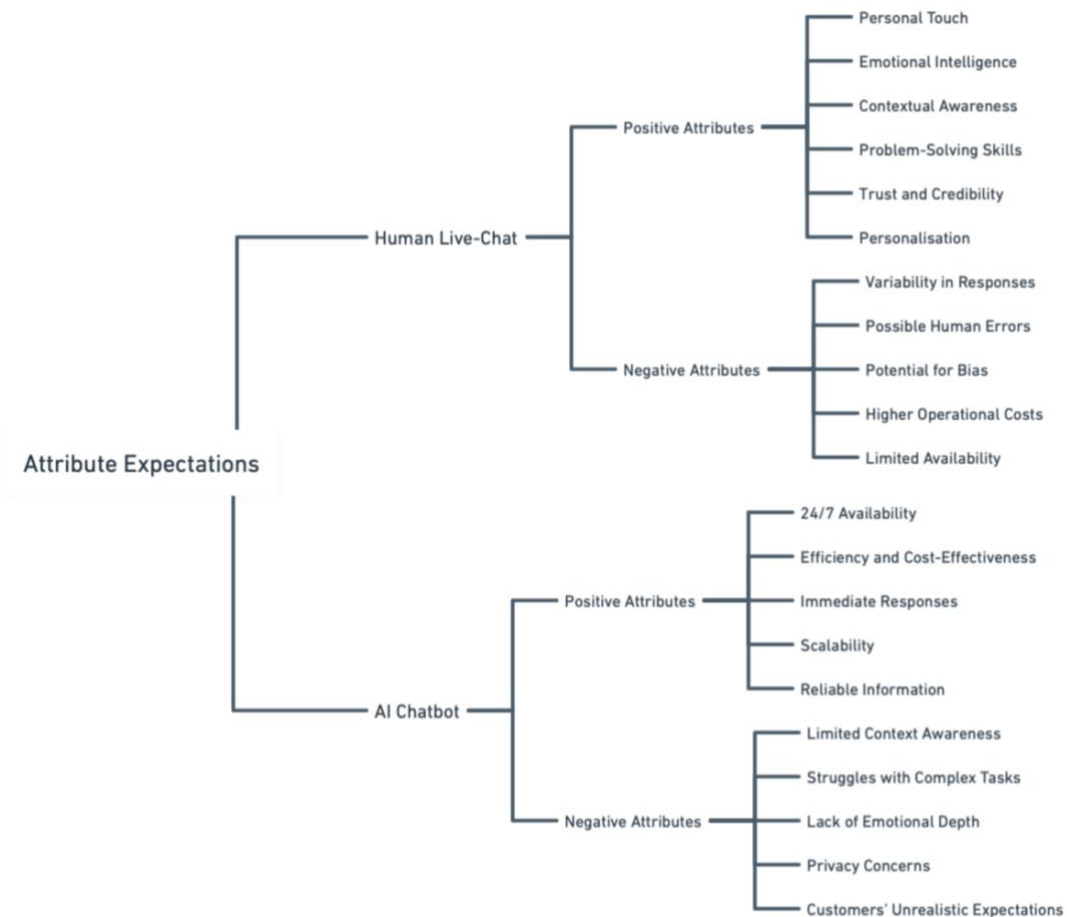 Attribute Expectations
Human Live-Chat
Positive Attributes
Personal Touch
Emotional Intelligence
Contextual Awareness
Problem-Solving Skills
Trust and Credibility
Personalisation
Negative Attributes
Variability in Responses
Possible Human Errors
Potential for Bias
Higher Operational Costs
Limited Availability
AI Chatbot
Positive Attributes
24/7 Availability
Efficiency and Cost-Effectiveness
Immediate Responses
Scalability
Reliable Information
Negative Attributes
Limited Context Awareness
Struggles with Complex Tasks
Lack of Emotional Depth
Privacy Concerns
Customers' Unrealistic Expectations